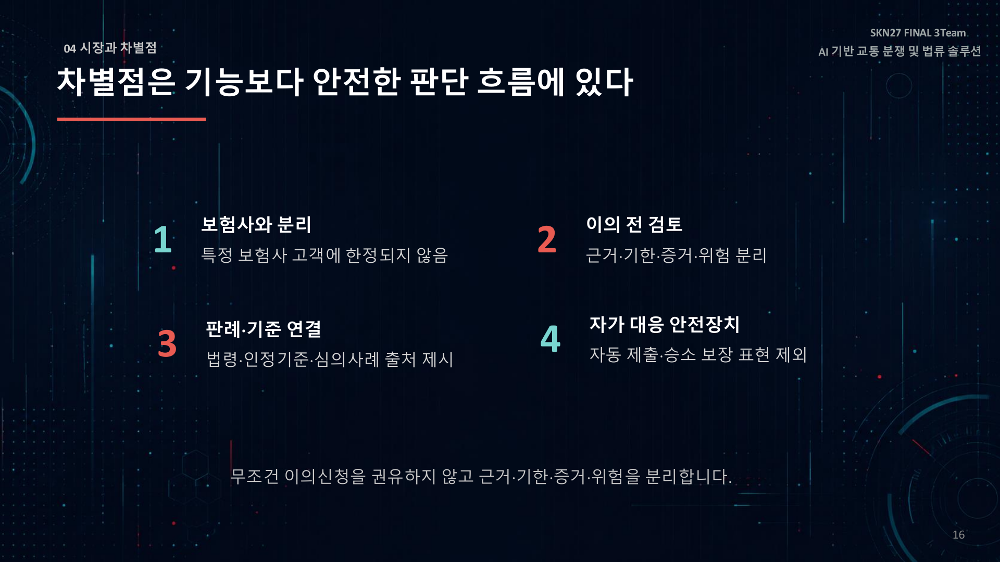 04 시장과 차별점
SKN27 FINAL 3Team
AI 기반 교통 분쟁 및 법류 솔루션
차별점은 기능보다 안전한 판단 흐름에 있다
1
보험사와 분리
특정 보험사 고객에 한정되지 않음
2
이의 전 검토
근거·기한·증거·위험 분리
3
판례·기준 연결
법령·인정기준·심의사례 출처 제시
4
자가 대응 안전장치
자동 제출·승소 보장 표현 제외
무조건 이의신청을 권유하지 않고 근거·기한·증거·위험을 분리합니다.
16